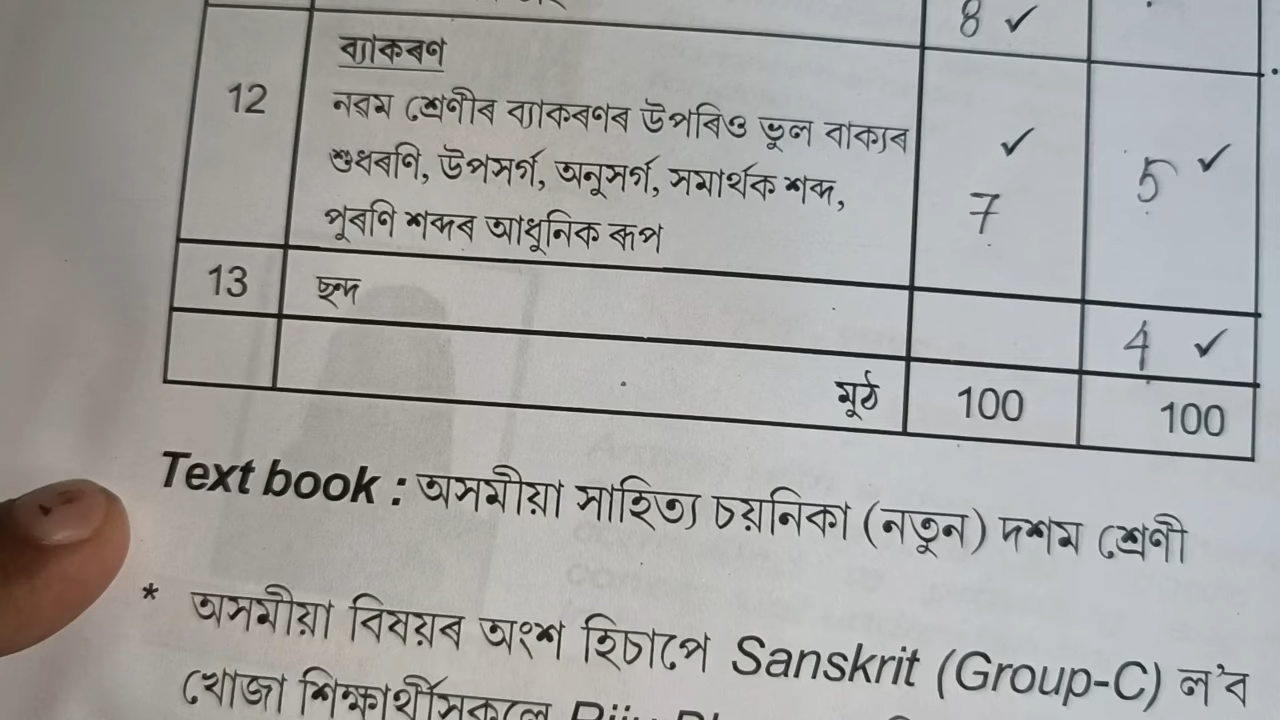 8 ✓
ব্যাকৰণ
12 নৱম শ্ৰেণীৰ ব্যাকৰণৰ উপৰিও ভুল বাক্যৰ ✓ ✓
শুধৰণি, উপসৰ্গ, অনুসৰ্গ, সমাৰ্থক শব্দ, 7 5
পুৰণি শব্দৰ আধুনিক ৰূপ
13 ছন্দ
4 ✓
মুঠ 100 100
Text book : অসমীয়া সাহিত্য চয়নিকা (নতুন) দশম শ্ৰেণী
* অসমীয়া বিষয়ৰ অংশ হিচাপে Sanskrit (Group-C) ল'ব
খোজা শিক্ষাৰ্থীসকলে